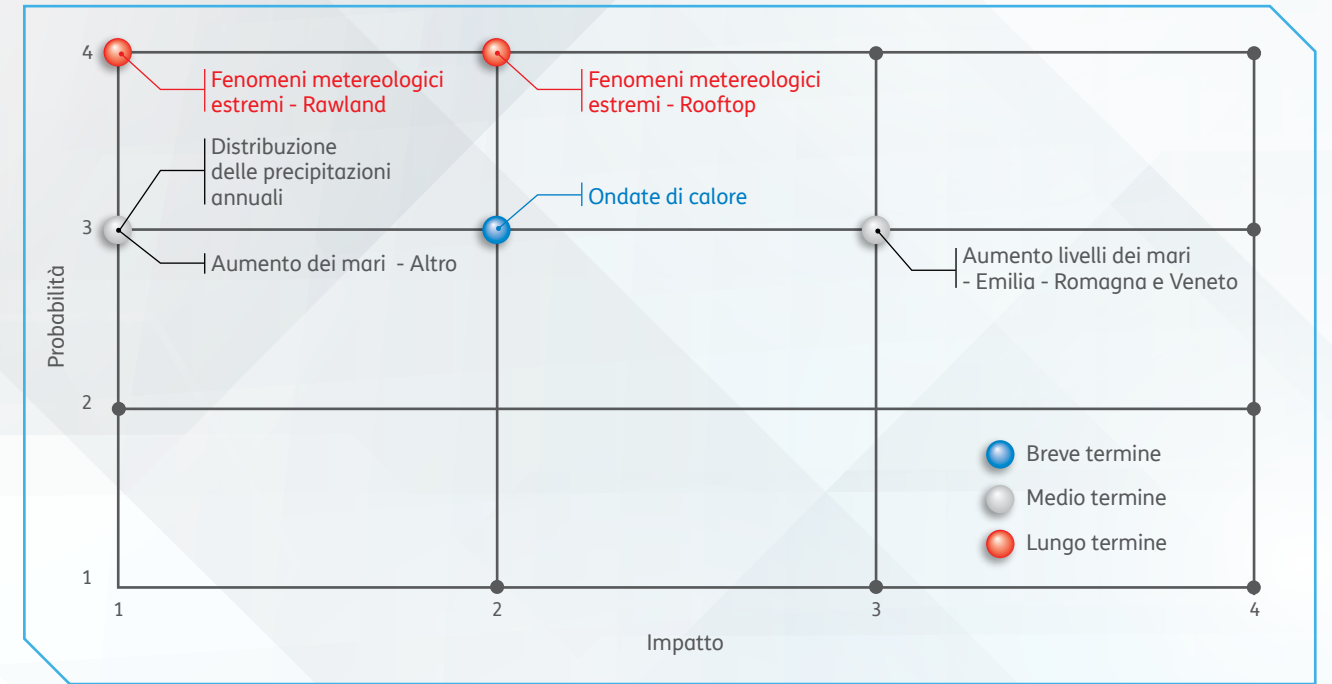 4
Fenomeni metereologici
estremi - Rawland
Fenomeni metereologici
estremi - Rooftop
Distribuzione
delle precipitazioni
annuali
Ondate di calore
3
Aumento dei mari - Altro
Aumento livelli dei mari
- Emilia - Romagna e Veneto
Probabilità
2
Breve termine
Medio termine
Lungo termine
1
1
2
3
4
Impatto